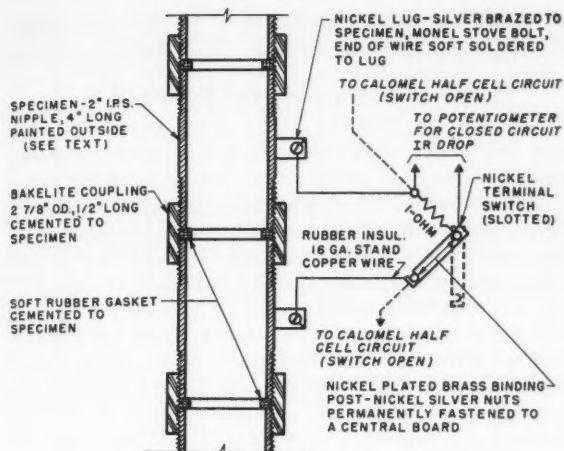 NICKEL LUG-SILVER BRAZED TO
SPECIMEN, MONEL STOVE BOLT,
END OF WIRE SOFT SOLDERED
TO LUG
TO CALOMEL HALF CELL CIRCUIT
(SWITCH OPEN)
TO POTENTIOMETER
FOR CLOSED CIRCUIT
IR DROP
SPECIMEN-2" I.P.S.
NIPPLE, 4" LONG
PAINTED OUTSIDE
(SEE TEXT)
NICKEL
TERMINAL
SWITCH
(SLOTTED)
1-OHM
BAKELITE COUPLING
2 7/8" O.D., 1/2" LONG
CEMENTED TO
SPECIMEN
RUBBER INSUL.
16 GA. STAND
COPPER WIRE
SOFT RUBBER GASKET
CEMENTED TO
SPECIMEN
TO CALOMEL HALF
CELL CIRCUIT
(SWITCH OPEN)
NICKEL PLATED BRASS BINDING
POST-NICKEL SILVER NUTS
PERMANENTLY FASTENED TO
A CENTRAL BOARD